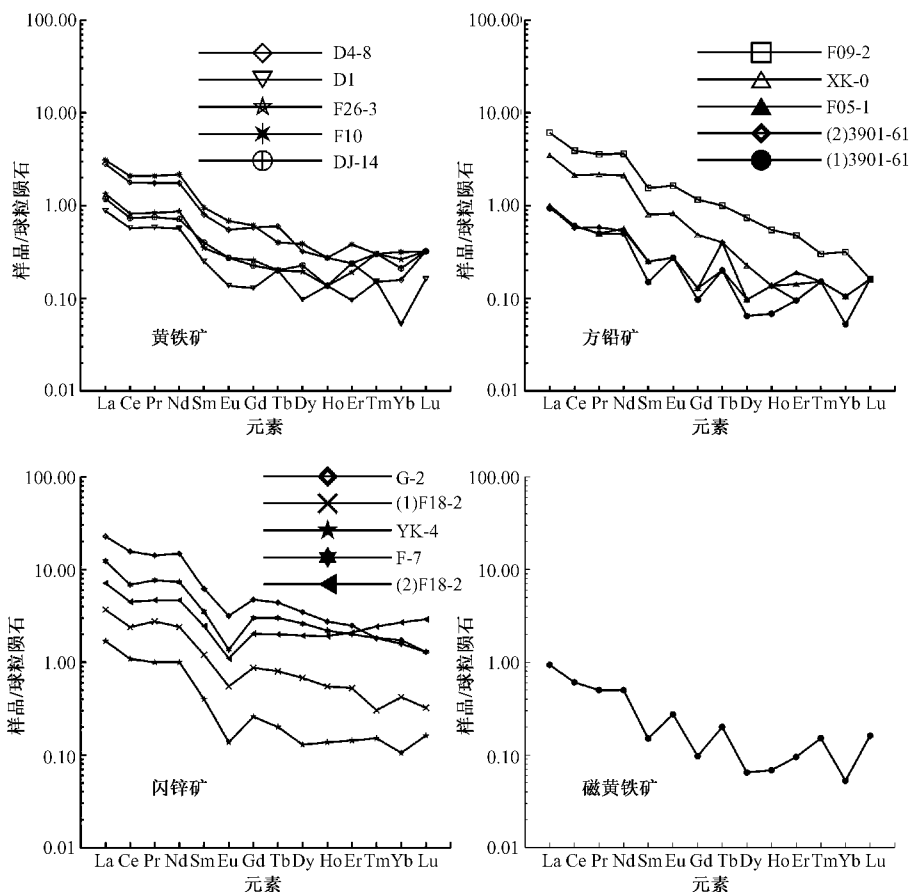 100.00
10.00
1.00
0.10
0.01
样品/球粒陨石
D4-8
D1
F26-3
F10
DJ-14
黄铁矿
La Ce Pr Nd Sm Eu Gd Tb Dy Ho Er Tm Yb Lu
元素
100.00
10.00
1.00
0.10
0.01
样品/球粒陨石
F09-2
XK-0
F05-1
(2)3901-61
(1)3901-61
方铅矿
La Ce Pr Nd Sm Eu Gd Tb Dy Ho Er Tm Yb Lu
元素
100.00
10.00
1.00
0.10
0.01
样品/球粒陨石
G-2
(1)F18-2
YK-4
F-7
(2)F18-2
闪锌矿
La Ce Pr Nd Sm Eu Gd Tb Dy Ho Er Tm Yb Lu
元素
100.00
10.00
1.00
0.10
0.01
样品/球粒陨石
磁黄铁矿
La Ce Pr Nd Sm Eu Gd Tb Dy Ho Er Tm Yb Lu
元素